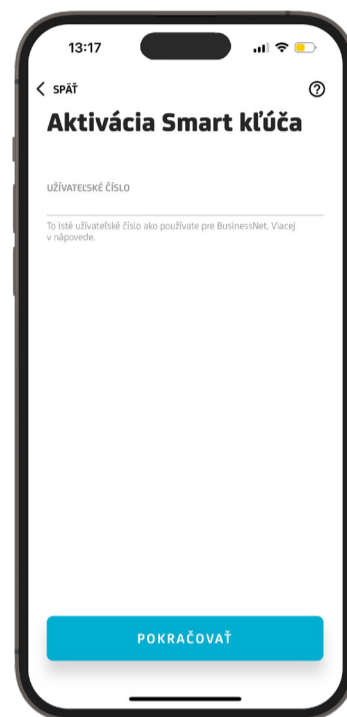 13:17
SPÄŤ
Aktivácia Smart kľúča
UŽÍVATEĽSKÉ ČÍSLO
To isté užívateľské číslo ako používate pre BusinessNet. Viacej
v nápovede.
POKRAČOVAŤ